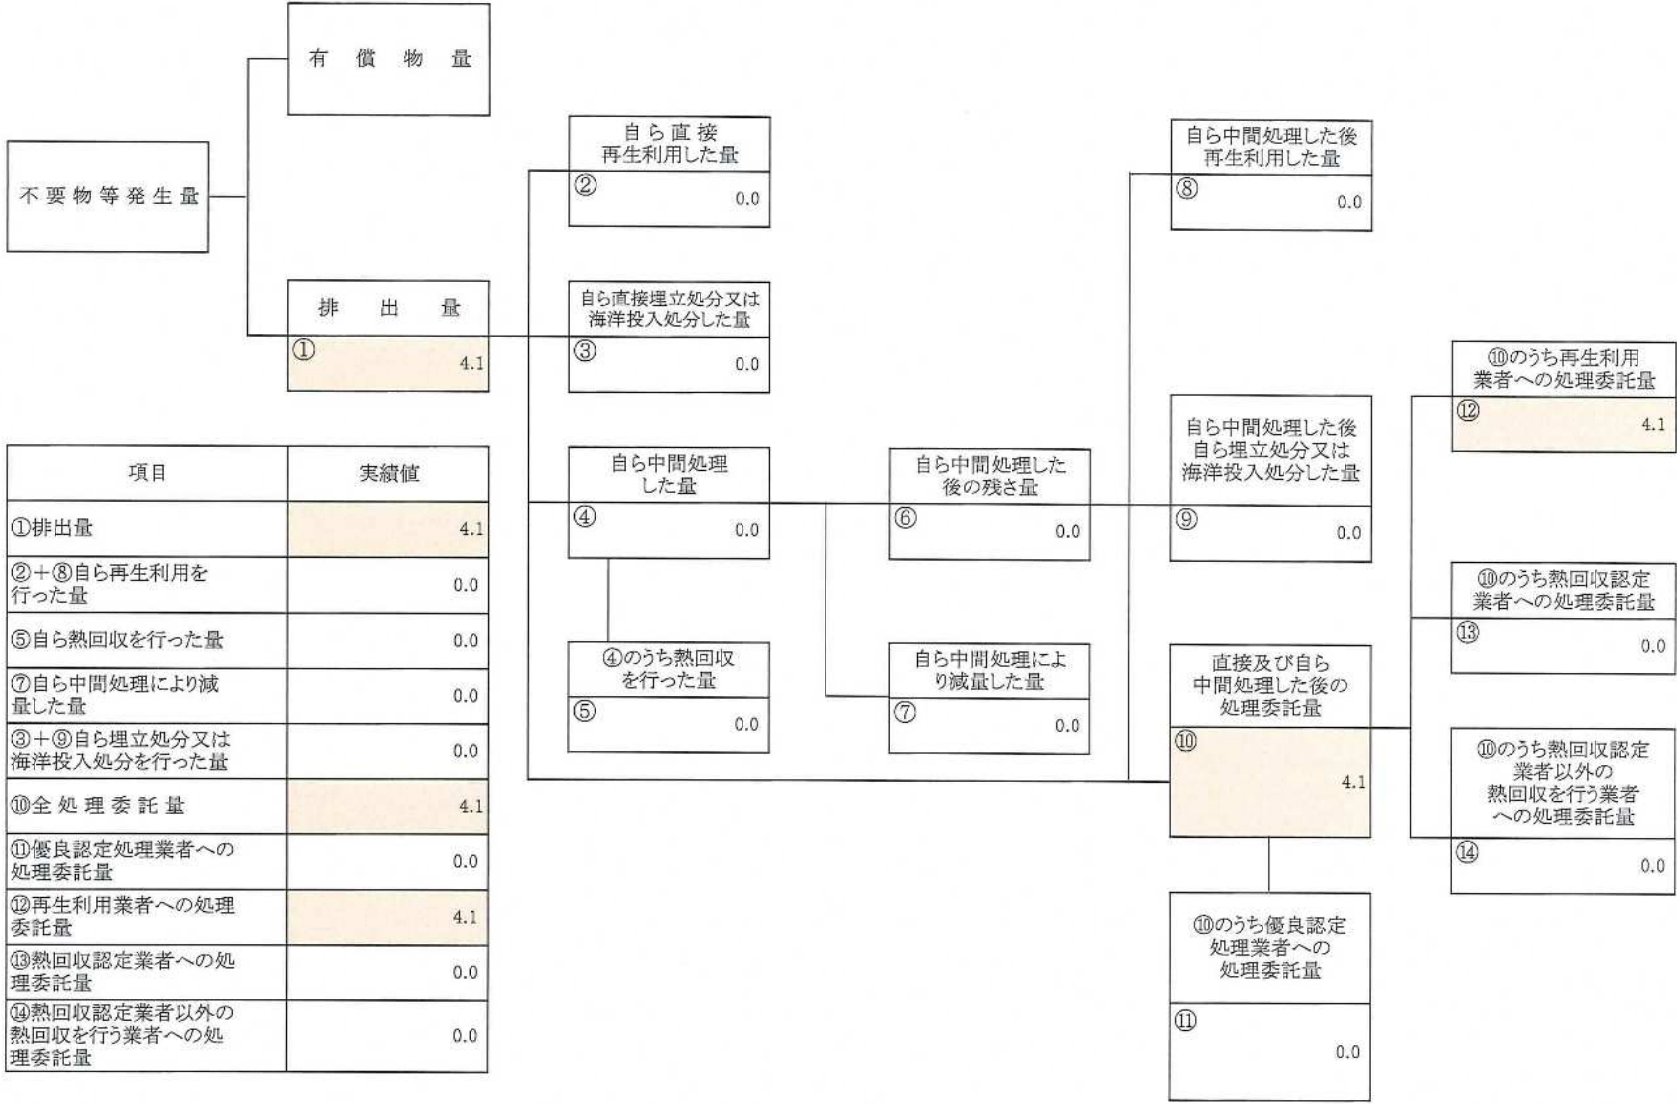 有償物量
不要物等発生量
排出量
①
4.1
自ら直接
再生利用した量
②
0.0
自ら直接埋立処分又は
海洋投入処分した量
③
0.0
自ら中間処理
した量
④
0.0
④のうち熱回収
を行った量
⑤
0.0
自ら中間処理した
後の残さ量
⑥
0.0
自ら中間処理によ
り減量した量
⑦
0.0
自ら中間処理した後
再生利用した量
⑧
0.0
自ら中間処理した後
自ら埋立処分又は
海洋投入処分した量
⑨
0.0
直接及び自ら
中間処理した後の
処理委託量
⑩
4.1
⑩のうち優良認定
処理業者への
処理委託量
⑪
0.0
⑩のうち再生利用
業者への処理委託量
⑫
4.1
⑩のうち熱回収認定
業者への処理委託量
⑬
0.0
⑩のうち熱回収認定
業者以外の
熱回収を行う業者
への処理委託量
⑭
0.0
項目 実績値
①排出量 4.1
②+⑧自ら再生利用を
行った量 0.0
⑤自ら熱回収を行った量 0.0
⑦自ら中間処理により減
量した量 0.0
③+⑨自ら埋立処分又は
海洋投入処分を行った量 0.0
⑩全処理委託量 4.1
⑪優良認定処理業者への
処理委託量 0.0
⑫再生利用業者への処理
委託量 4.1
⑬熱回収認定業者への処
理委託量 0.0
⑭熱回収認定業者以外の
熱回収を行う業者への処
理委託量 0.0